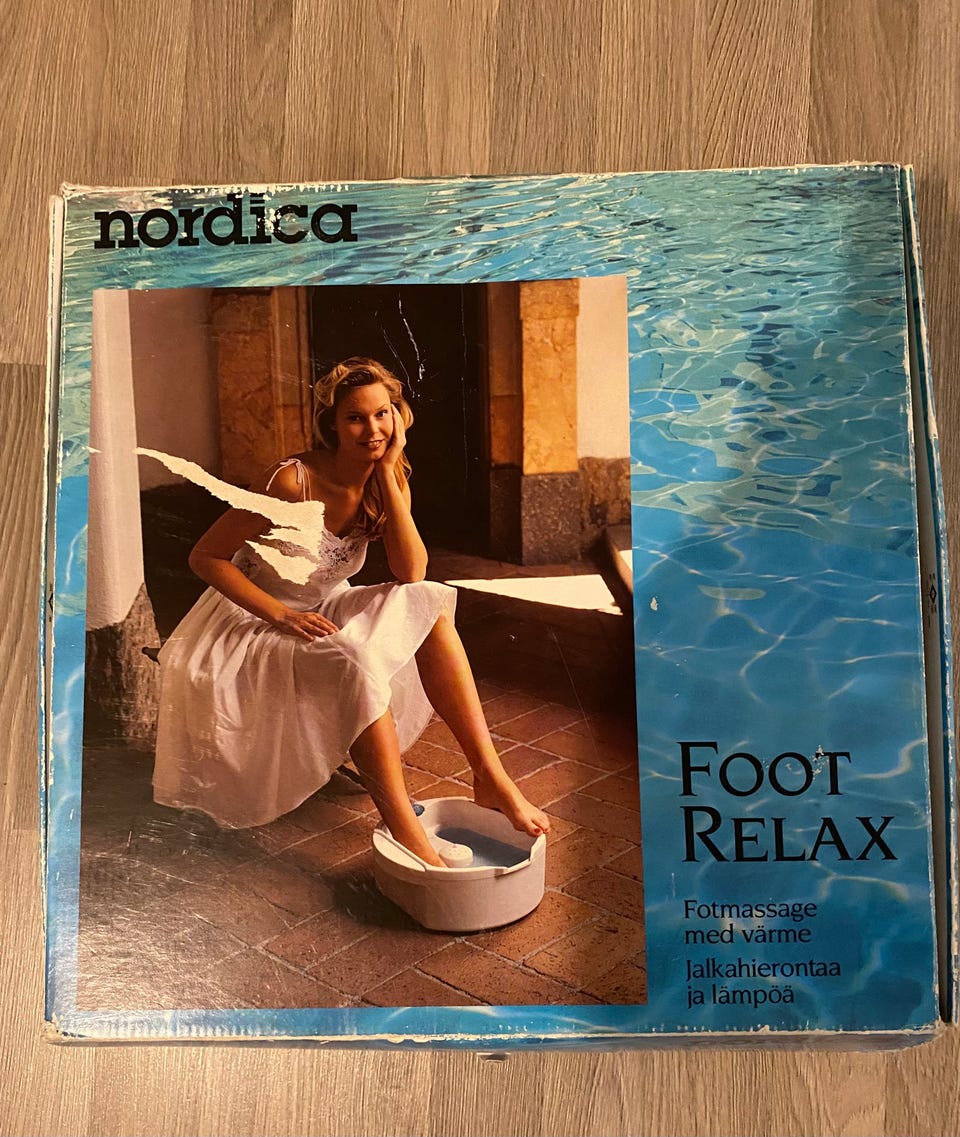 nordica
FOOT
RELAX
Fotmassage
med värme
Jalkahierontaa
ja lämpöä